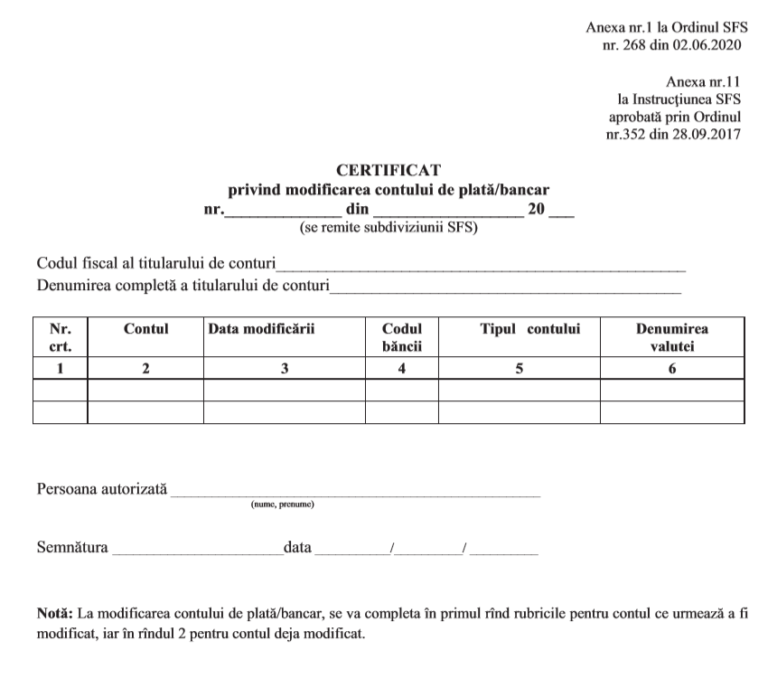 Anexa nr.1 la Ordinul SFS
nr. 268 din 02.06.2020
Anexa nr.11
la Instrucţiunea SFS
aprobată prin Ordinul
nr.352 din 28.09.2017
CERTIFICAT
privind modificarea contului de plată/bancar
nr.______________ din __________________ 20 ___
(se remite subdiviziunii SFS)
Codul fiscal al titularului de conturi__________________________________________________
Denumirea completă a titularului de conturi___________________________________________
Nr. crt. Contul Data modificării Codul băncii Tipul contului Denumirea valutei
1 2 3 4 5 6
Persoana autorizată _____________________________________________
(nume, prenume)
Semnătura _____________________data _________/________/ ________
Notă: La modificarea contului de plată/bancar, se va completa în primul rînd rubricile pentru contul ce urmează a fi
modificat, iar în rîndul 2 pentru contul deja modificat.